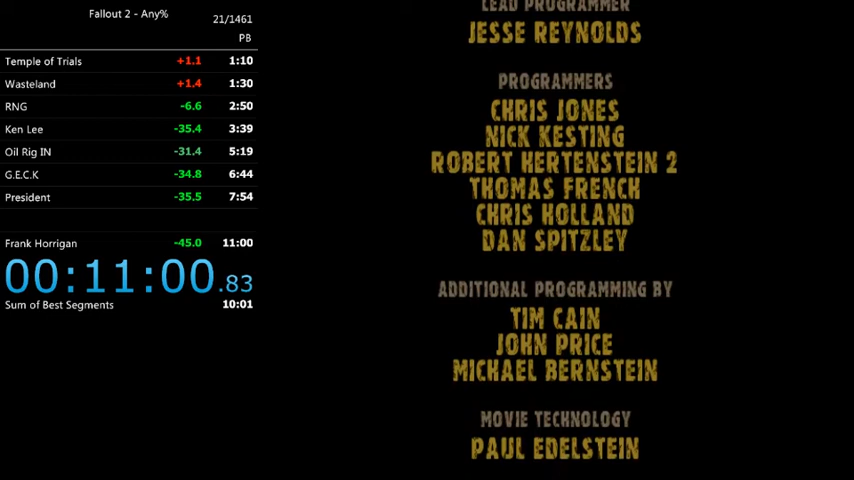 Fallout 2 - Any%
21/1461
PB
Temple of Trials +1.1 1:10
Wasteland +1.4 1:30
RNG -6.6 2:50
Ken Lee -35.4 3:39
Oil Rig IN -31.4 5:19
G.E.C.K -34.8 6:44
President -35.5 7:54
Frank Horrigan -45.0 11:00
00:11:00.83
Sum of Best Segments 10:01
LEAD PROGRAMMER
JESSE REYNOLDS
PROGRAMMERS
CHRIS JONES
NICK KESTING
ROBERT HERTENSTEIN 2
THOMAS FRENCH
CHRIS HOLLAND
DAN SPITZLEY
ADDITIONAL PROGRAMMING BY
TIM CAIN
JOHN PRICE
MICHAEL BERNSTEIN
MOVIE TECHNOLOGY
PAUL EDELSTEIN